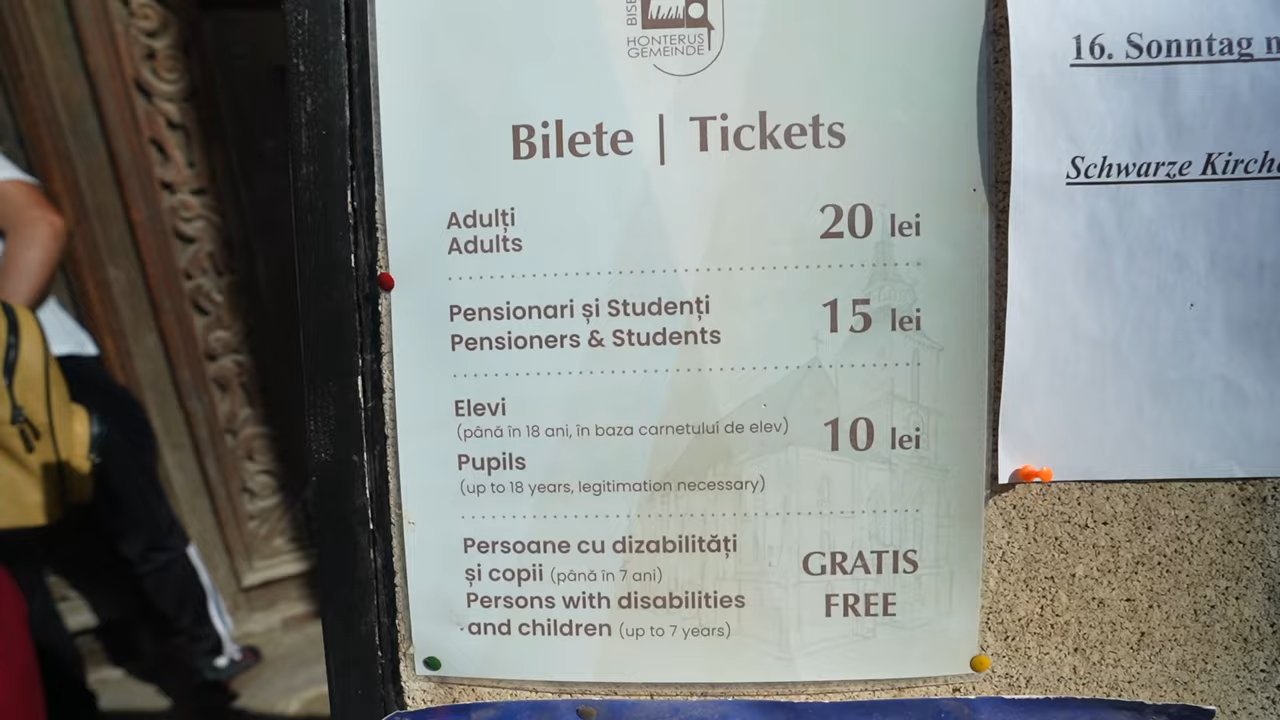 HONTERUS
GEMEINDE
Bilete | Tickets
Adulți
Adults
20 lei
Pensionari și Studenți
Pensioners & Students
15 lei
Elevi
(până în 18 ani, în baza carnetului de elev)
Pupils
(up to 18 years, legitimation necessary)
10 lei
Persoane cu dizabilități
și copii (până în 7 ani)
Persons with disabilities
and children (up to 7 years)
GRATIS
FREE
16. Sonntag
Schwarze Kirche